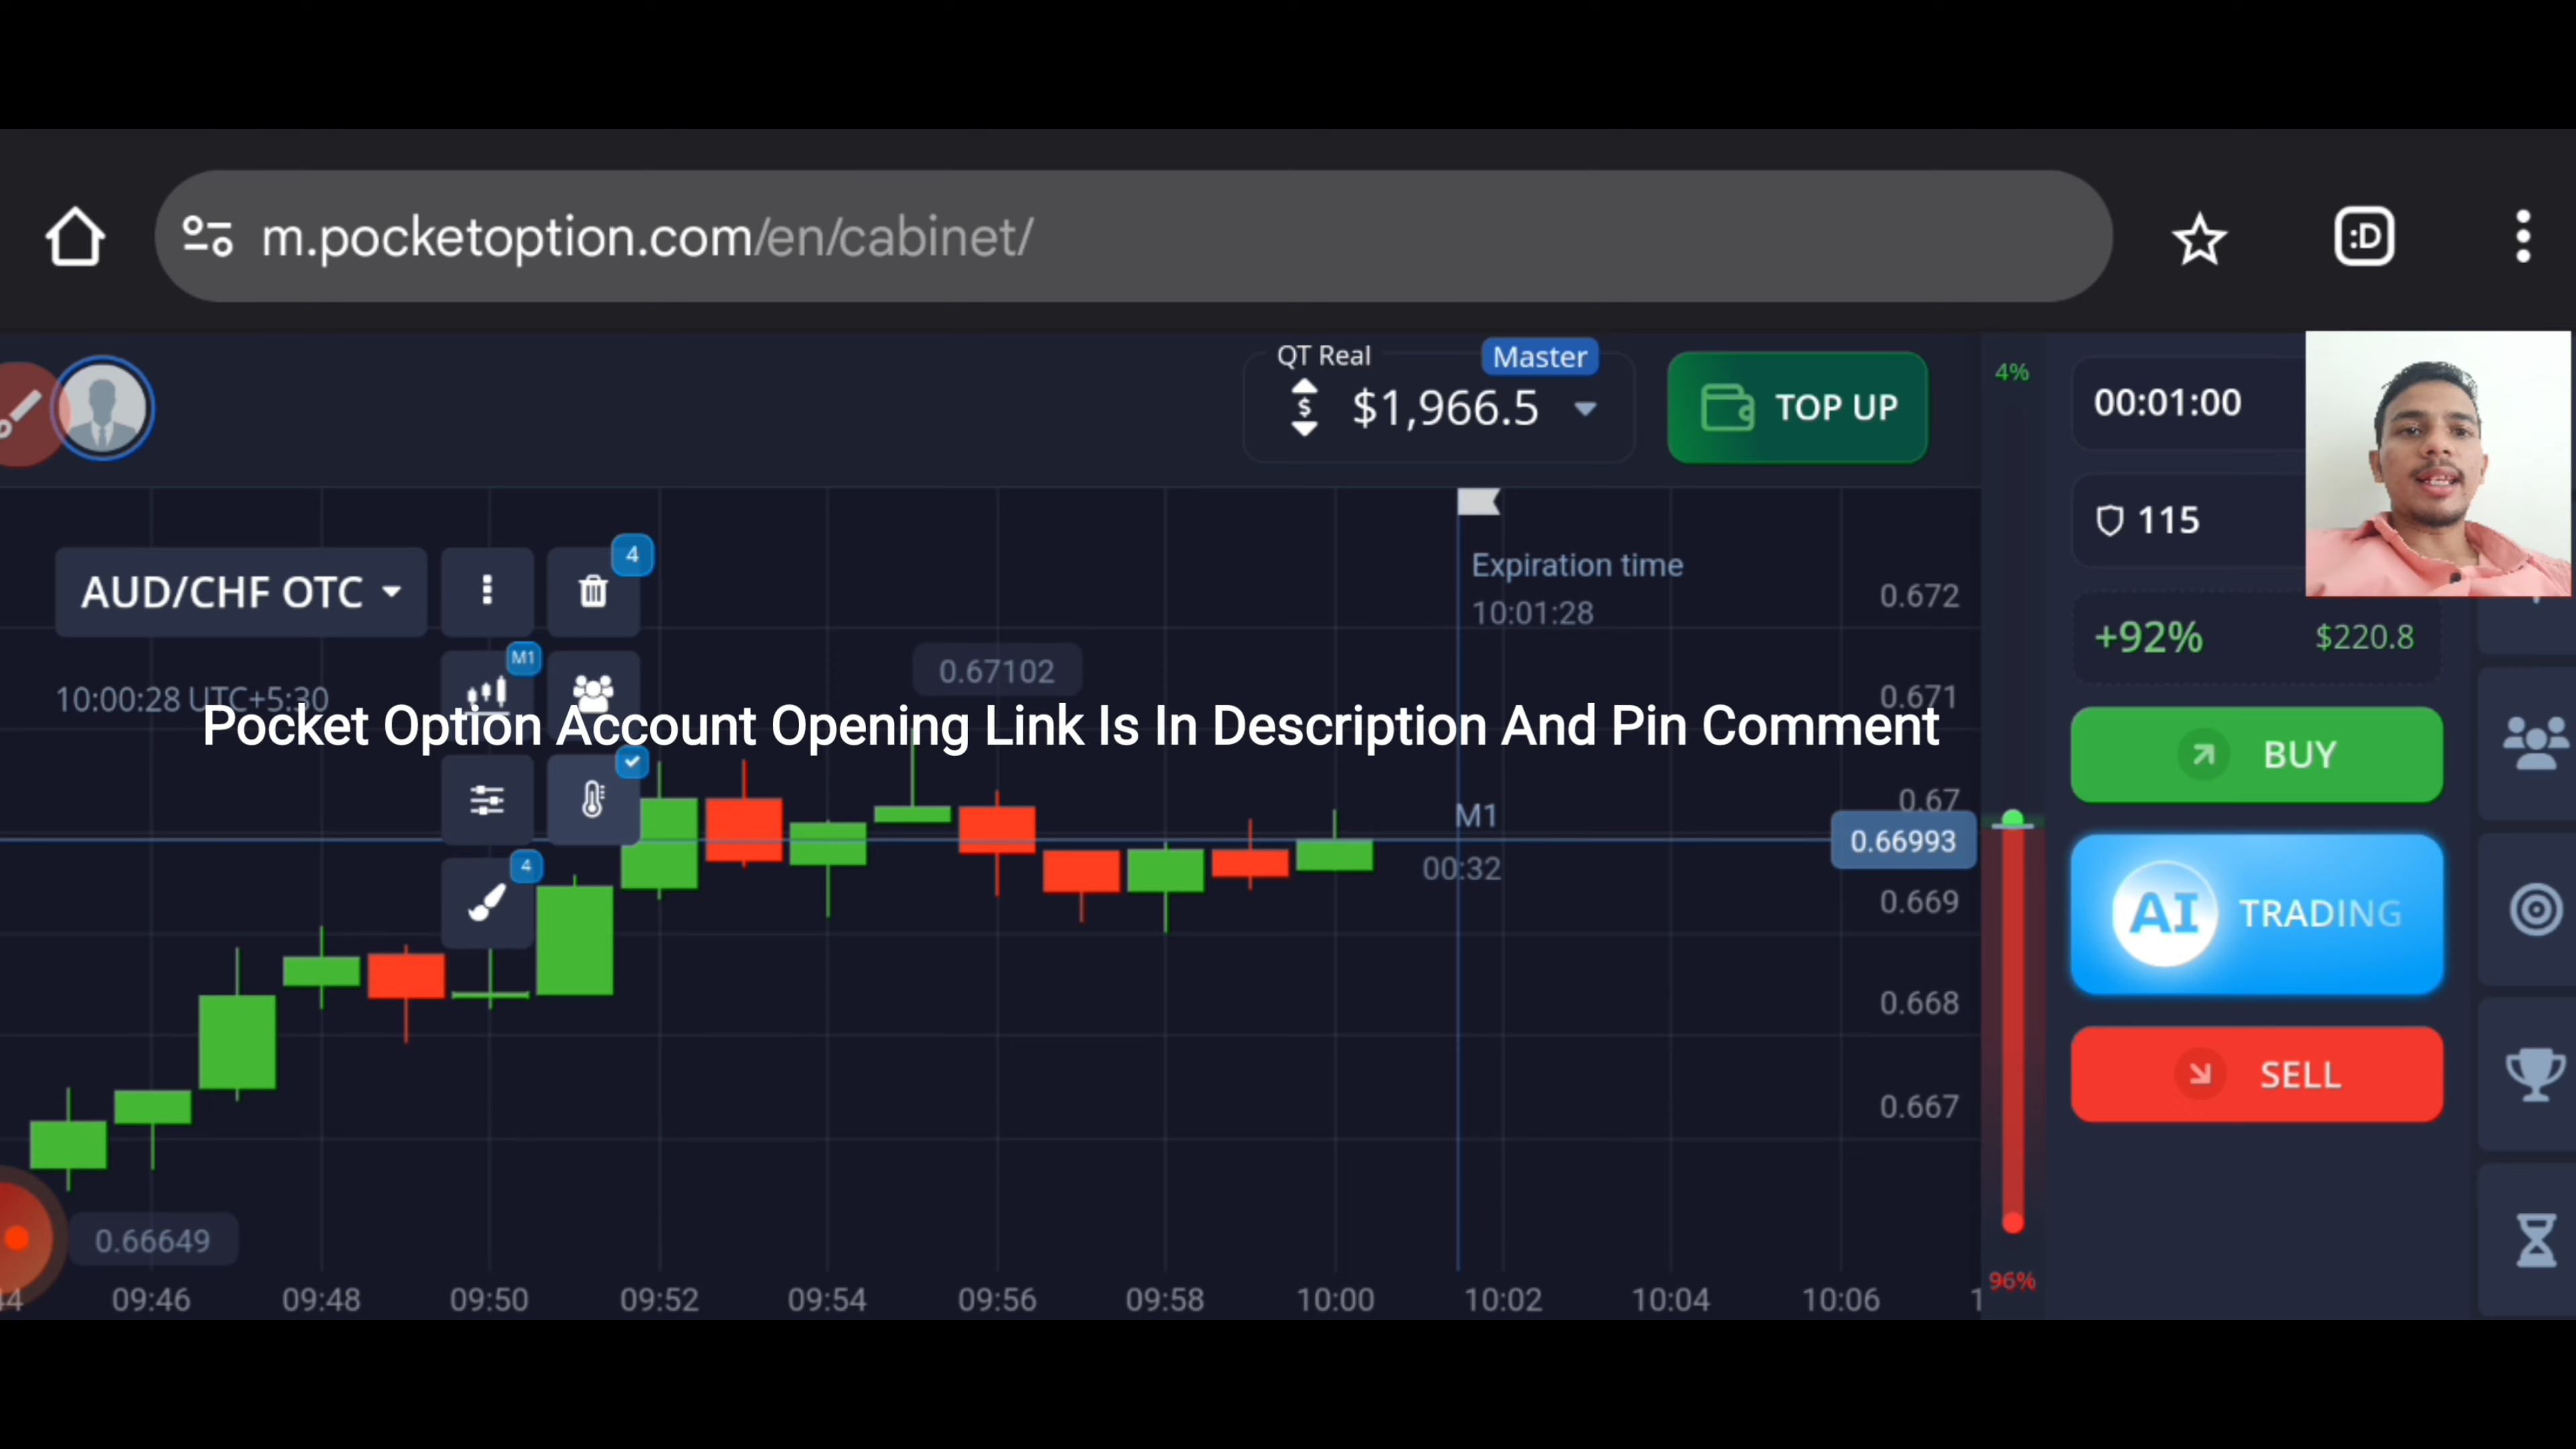 m.pocketoption.com/en/cabinet/
:D
QT Real
Master
$1,966.5
TOP UP
4%
00:01:00
115
+92%
$220.8
AUD/CHF OTC
4
M1
10:00:28 UTC+5:30
Expiration time
10:01:28
0.67102
Pocket Option Account Opening Link Is In Description And Pin Comment
4
M1
00:32
0.672
0.671
0.67
0.66993
0.669
0.668
0.667
BUY
AI TRADING
SELL
0.66649
96%
44
09:46
09:48
09:50
09:52
09:54
09:56
09:58
10:00
10:02
10:04
10:06
1